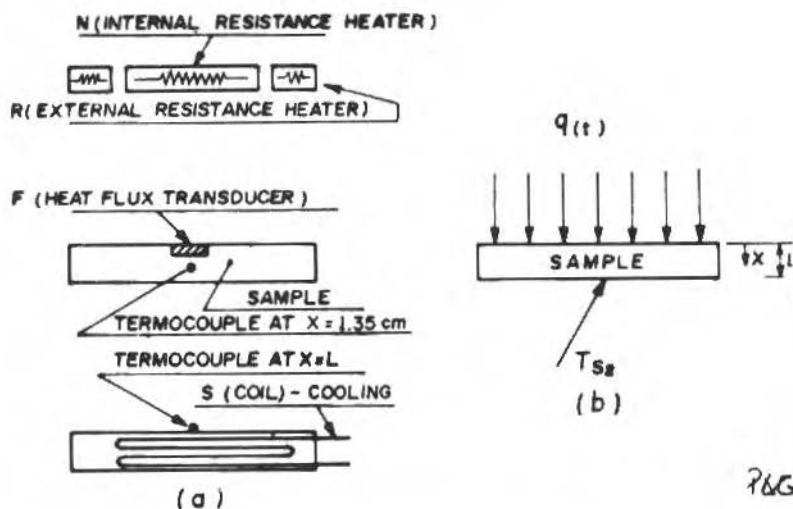 N (INTERNAL RESISTANCE HEATER)
R (EXTERNAL RESISTANCE HEATER)
F (HEAT FLUX TRANSDUCER)
SAMPLE
TERMOCOUPLE AT X = 1.35 cm
TERMOCOUPLE AT X = L
S (COIL) - COOLING
(a)
q(t)
SAMPLE
X L
TS2
(b)